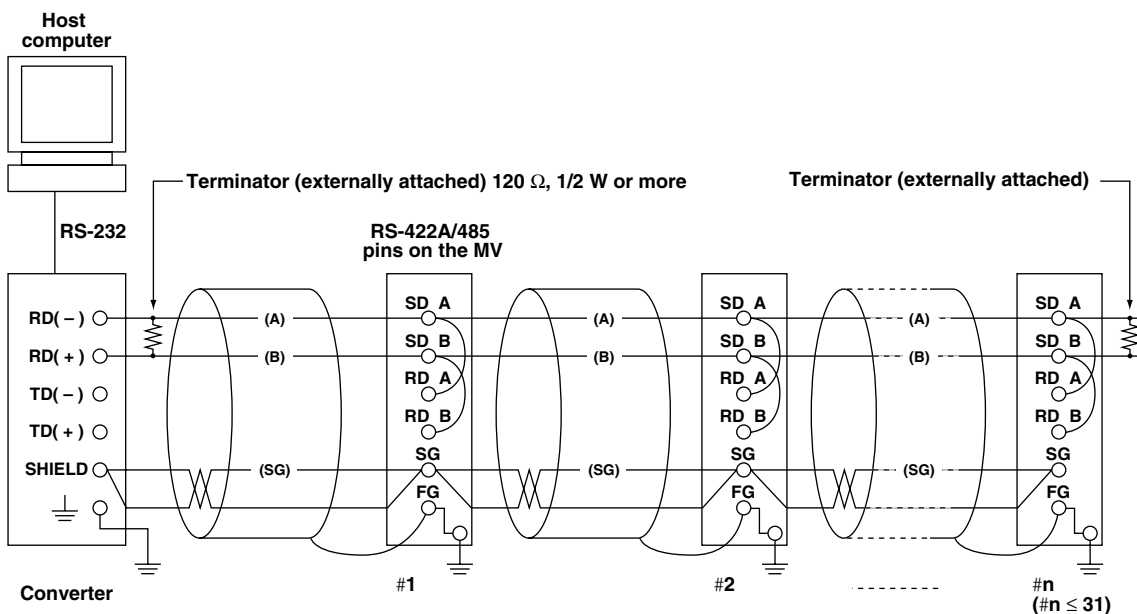 Host
computer
Terminator (externally attached) 120 Ω, 1/2 W or more
Terminator (externally attached)
RS-232
RS-422A/485
pins on the MV
RD( − )
RD( + )
TD( − )
TD( + )
SHIELD
(A)
(B)
(SG)
SD A
SD B
RD A
RD B
SG
FG
(A)
(B)
(SG)
SD A
SD B
RD A
RD B
SG
FG
(A)
(B)
(SG)
SD A
SD B
RD A
RD B
SG
FG
Converter
#1
#2
#n
(#n ≤ 31)